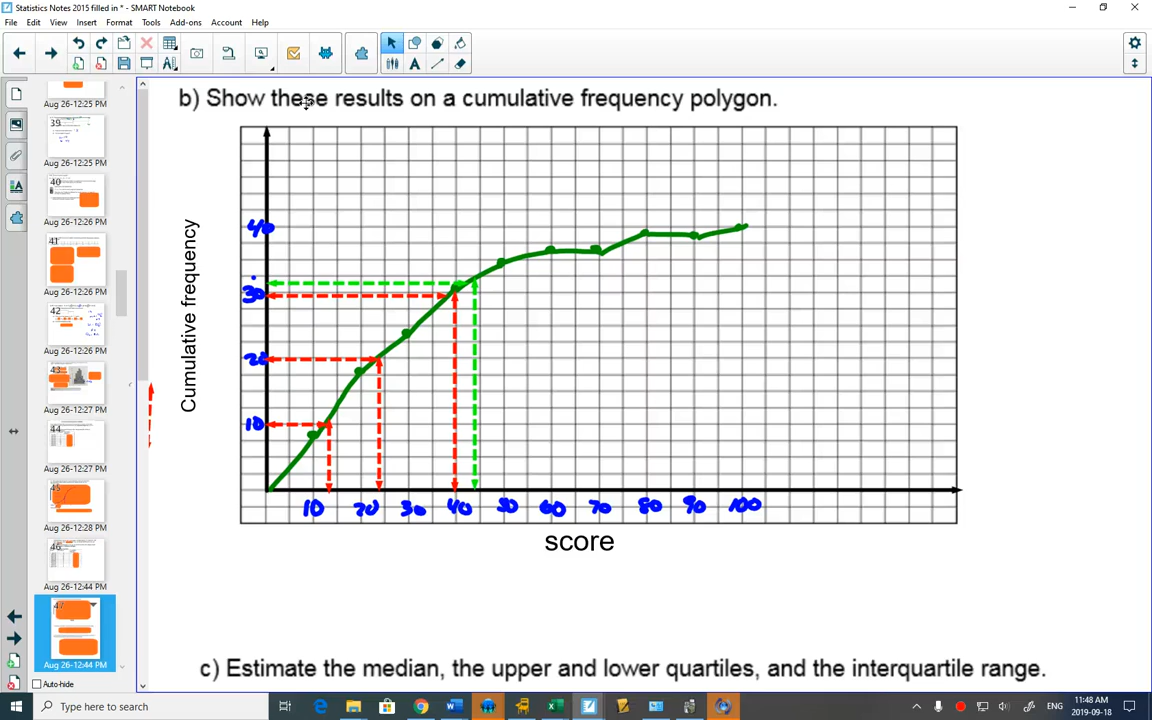 Statistics Notes 2015 filled in * - SMART Notebook
File Edit View Insert Format Tools Add-ons Account Help
b) Show these results on a cumulative frequency polygon.
Aug 26-12:25 PM
39
Aug 26-12:25 PM
40
Aug 26-12:26 PM
41
Aug 26-12:26 PM
42
Aug 26-12:26 PM
43
Aug 26-12:27 PM
44
Aug 26-12:27 PM
45
Aug 26-12:28 PM
46
Aug 26-12:44 PM
47
Aug 26-12:44 PM
Auto-hide
Cumulative frequency
40
30
20
10
10 20 30 40 50 60 70 80 90 100
score
c) Estimate the median, the upper and lower quartiles, and the interquartile range.
Type here to search
ENG
11:48 AM
2019-09-18